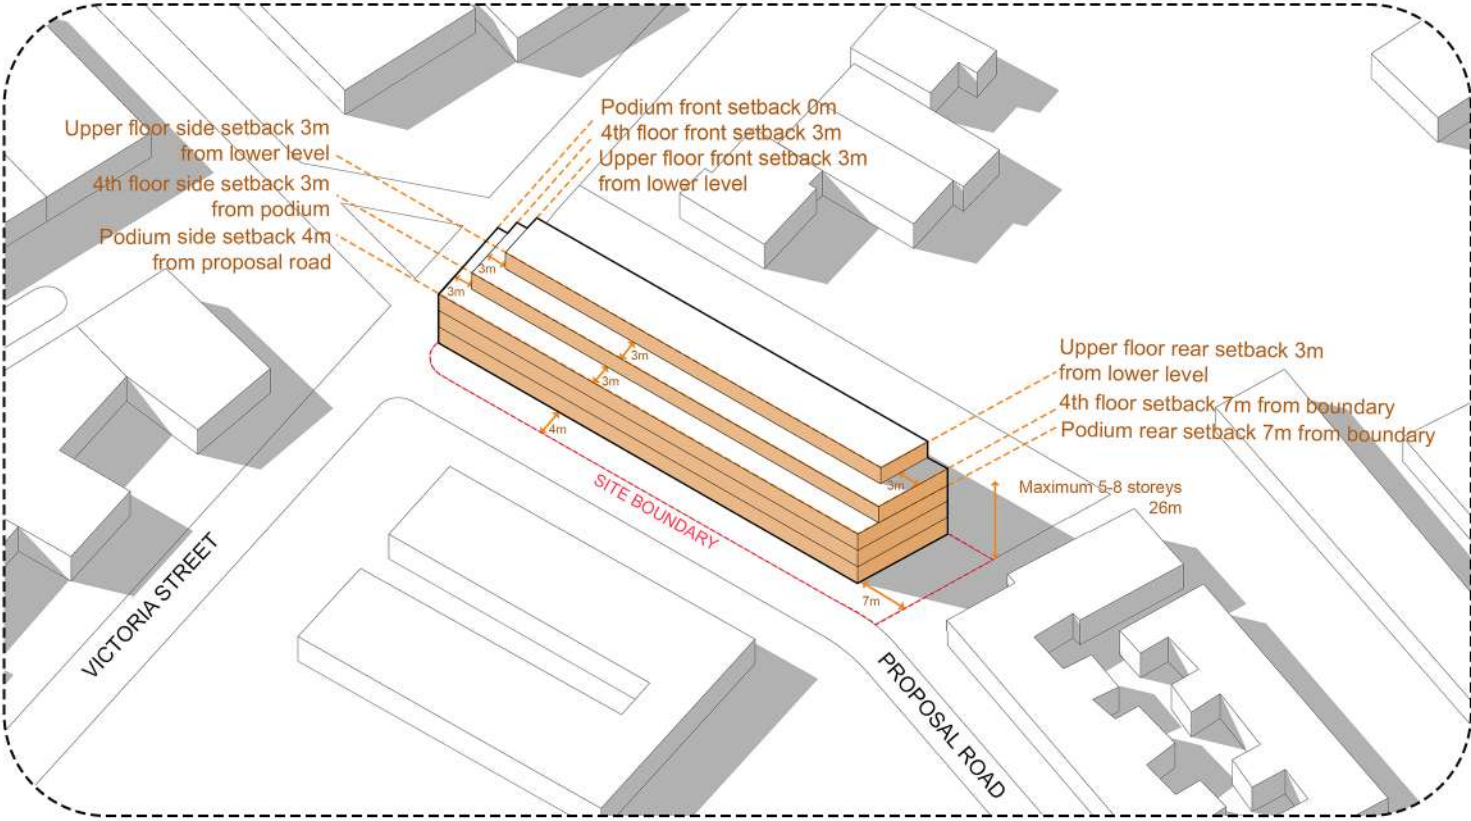 Podium front setback 0m
4th floor front setback 3m
Upper floor front setback 3m
from lower level
Upper floor side setback 3m
from lower level
4th floor side setback 3m
from podium
Podium side setback 4m
from proposal road
3m
3m
3m
3m
4m
Upper floor rear setback 3m
from lower level
4th floor setback 7m from boundary
Podium rear setback 7m from boundary
3m
Maximum 5-8 storeys
26m
SITE BOUNDARY
7m
VICTORIA STREET
PROPOSAL ROAD